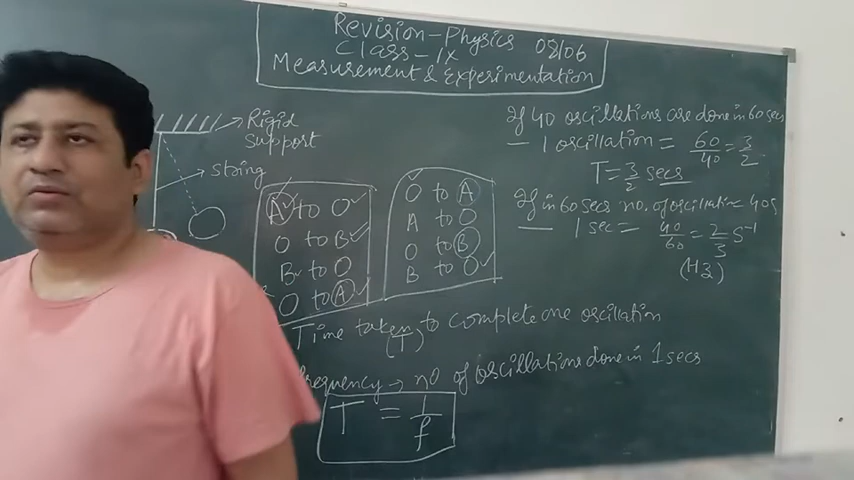 Revision-Physics
Class-IX 08/06
Measurement & Experimentation
Rigid
Support
String
A to O
O to B
B to O
O to A
O to A
A to O
O to B
B to O
If 40 oscillations are done in 60 secs
— 1 oscillation = 60/40 = 3/2
T = 3/2 secs
If in 60 secs no. of oscillation 40s
— 1 sec = 40/60 = 2/3 S⁻¹
(Hz)
Time taken to complete one oscillation
(T)
frequency → no of oscillations done in 1 secs
T = 1/f